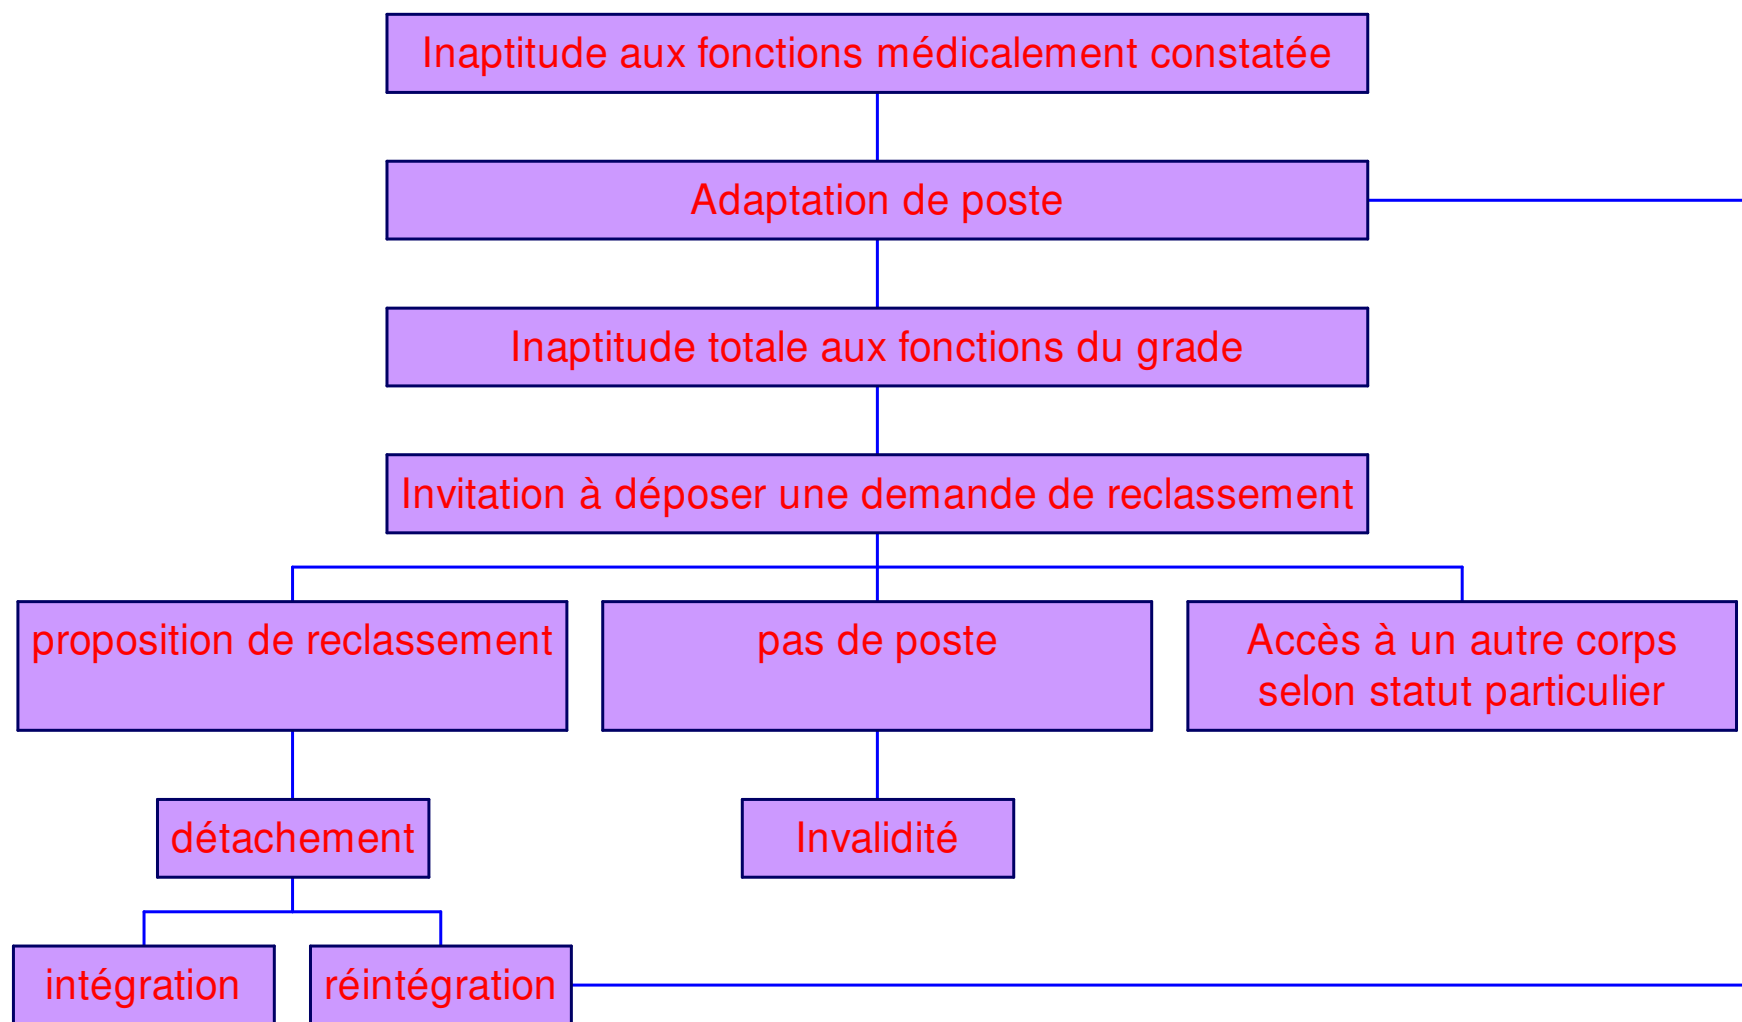 Inaptitude aux fonctions médicalement constatée
Adaptation de poste
Inaptitude totale aux fonctions du grade
Invitation à déposer une demande de reclassement
proposition de reclassement
pas de poste
Accès à un autre corps
selon statut particulier
détachement
Invalidité
intégration
réintégration